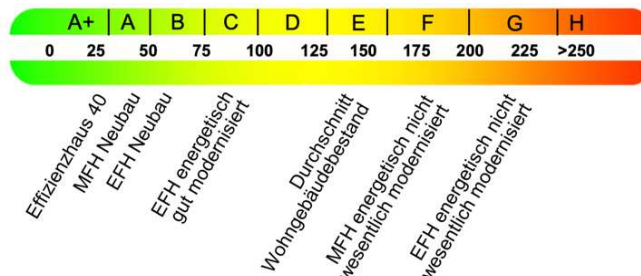 A+ A B C D E F G H
0 25 50 75 100 125 150 175 200 225 >250
Effizienzhaus 40
MFH Neubau
EFH Neubau
EFH energetisch
gut modernisiert
Durchschnitt
Wohngebäudebestand
MFH energetisch nicht
wesentlich modernisiert
EFH energetisch nicht
wesentlich modernisiert